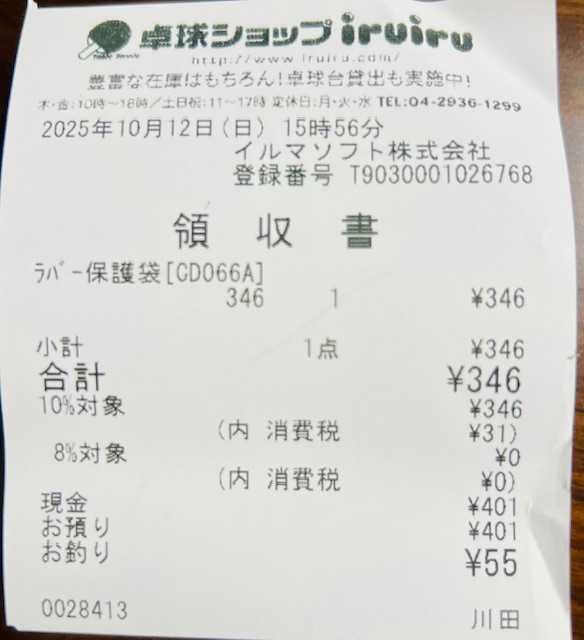 Table Tennis
卓球ショップ iruiru
http://www.iruiru.com/
豊富な在庫はもちろん!卓球台貸出も実施中!
木・金:10時～18時/土日祝:11～17時 定休日:月・火・水 TEL:04-2936-1299
2025年10月12日(日) 15時56分
イルマソフト株式会社
登録番号 T9030001026768
領 収 書
ﾗﾊﾞｰ保護袋[CD066A]
346 1 ¥346
小計 1点 ¥346
合計 ¥346
10%対象 ¥346
(内 消費税 ¥31)
8%対象 ¥0
(内 消費税 ¥0)
現金 ¥401
お預り ¥401
お釣り ¥55
0028413 川田